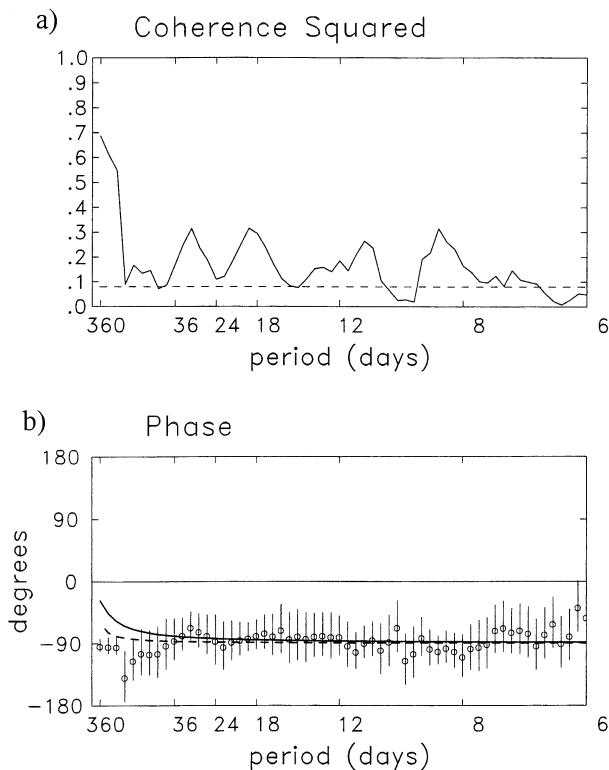 a) Coherence Squared
1.0
.9
.8
.7
.6
.5
.4
.3
.2
.1
.0
360 36 24 18 12 8 6
period (days)
b) Phase
180
90
0
-90
-180
degrees
360 36 24 18 12 8 6
period (days)